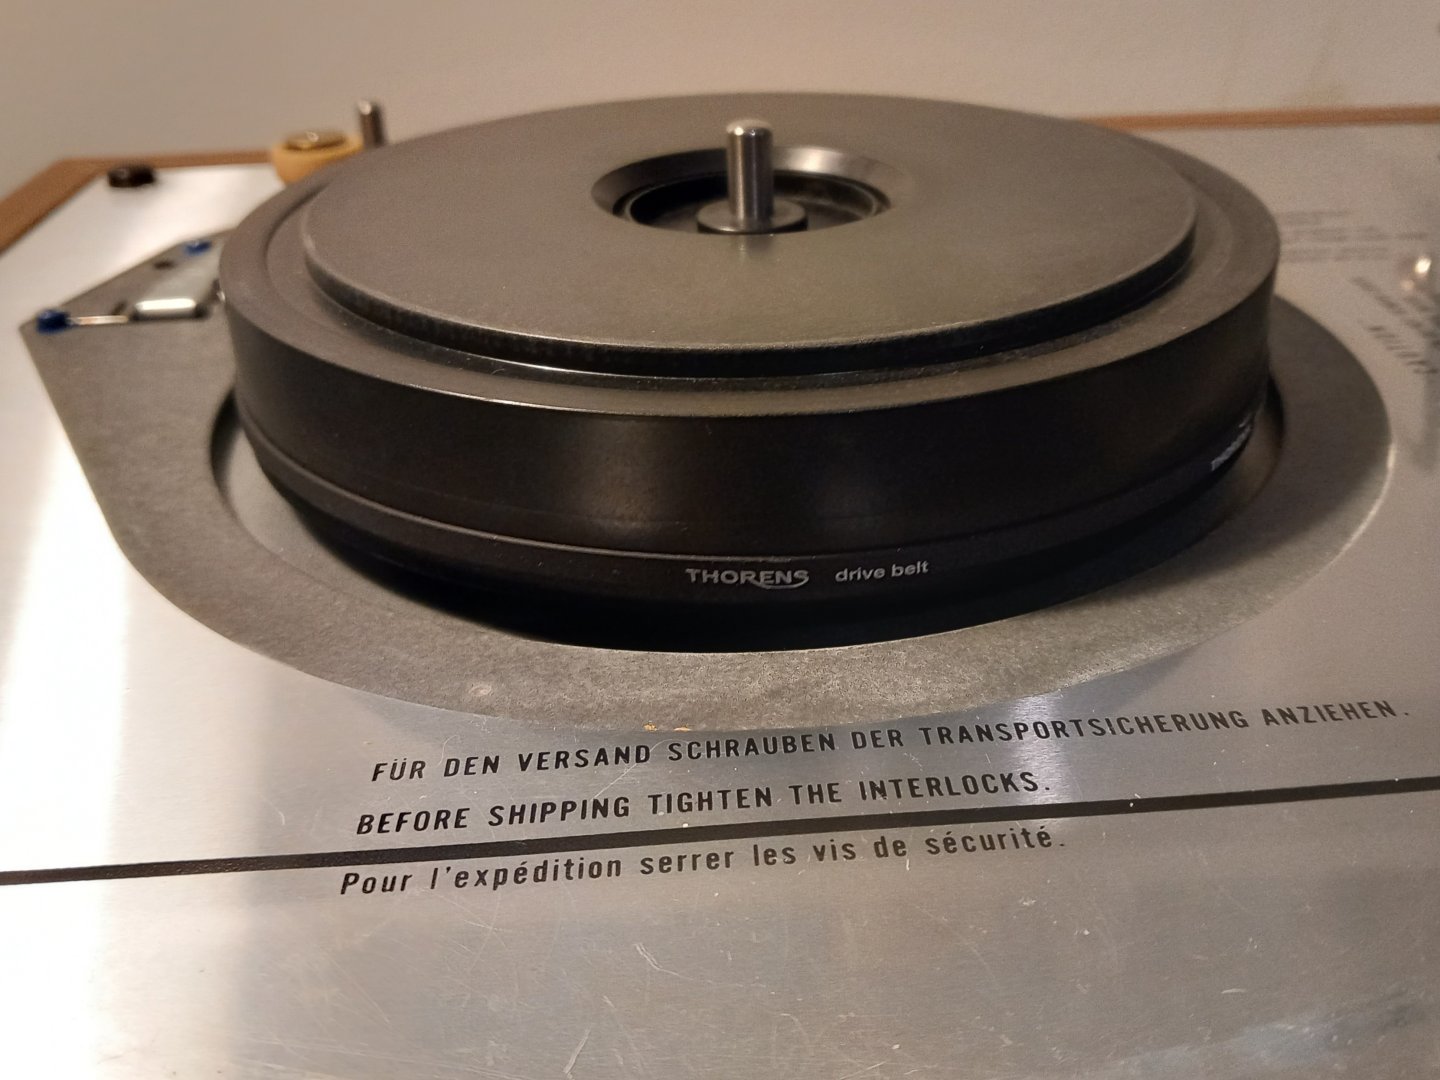 THORENS drive belt
FÜR DEN VERSAND SCHRAUBEN DER TRANSPORTSICHERUNG ANZIEHEN.
BEFORE SHIPPING TIGHTEN THE INTERLOCKS.
Pour l'expédition serrer les vis de sécurité.